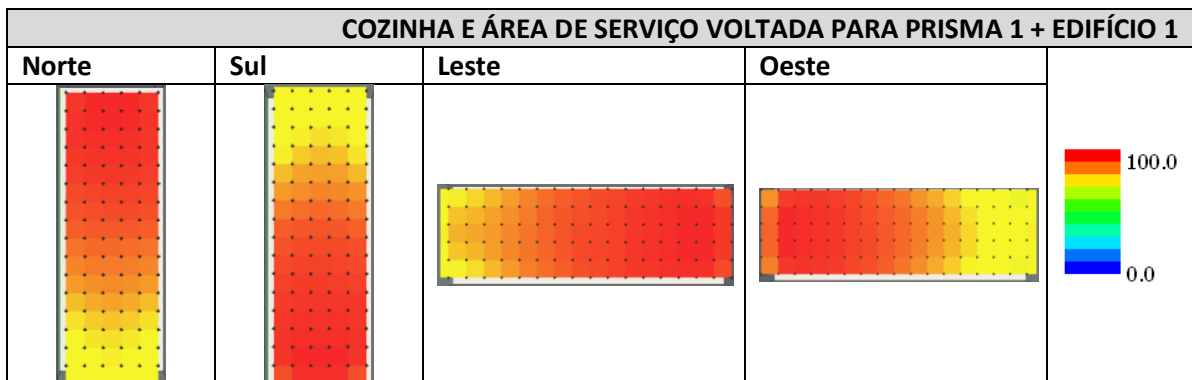 COZINHA E ÁREA DE SERVIÇO VOLTADA PARA PRISMA 1 + EDIFÍCIO 1
Norte
Sul
Leste
Oeste
100.0
0.0